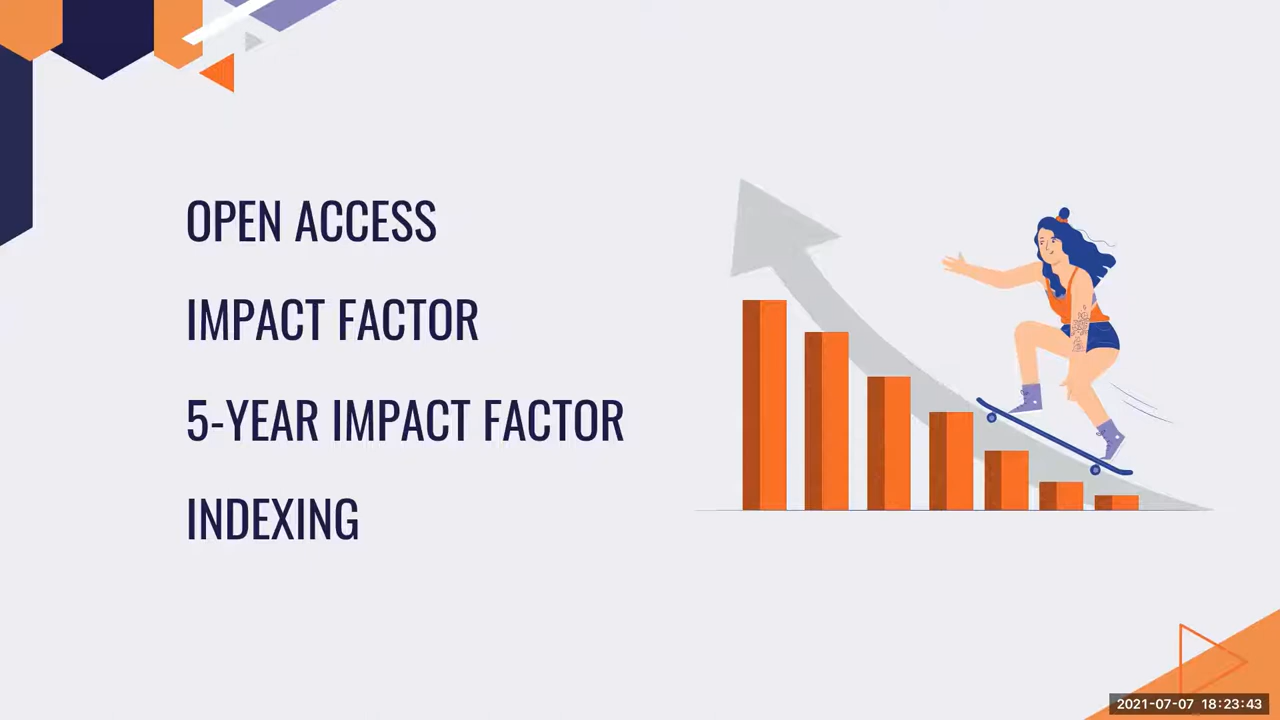 OPEN ACCESS
IMPACT FACTOR
5-YEAR IMPACT FACTOR
INDEXING
2021-07-07 18:23:43